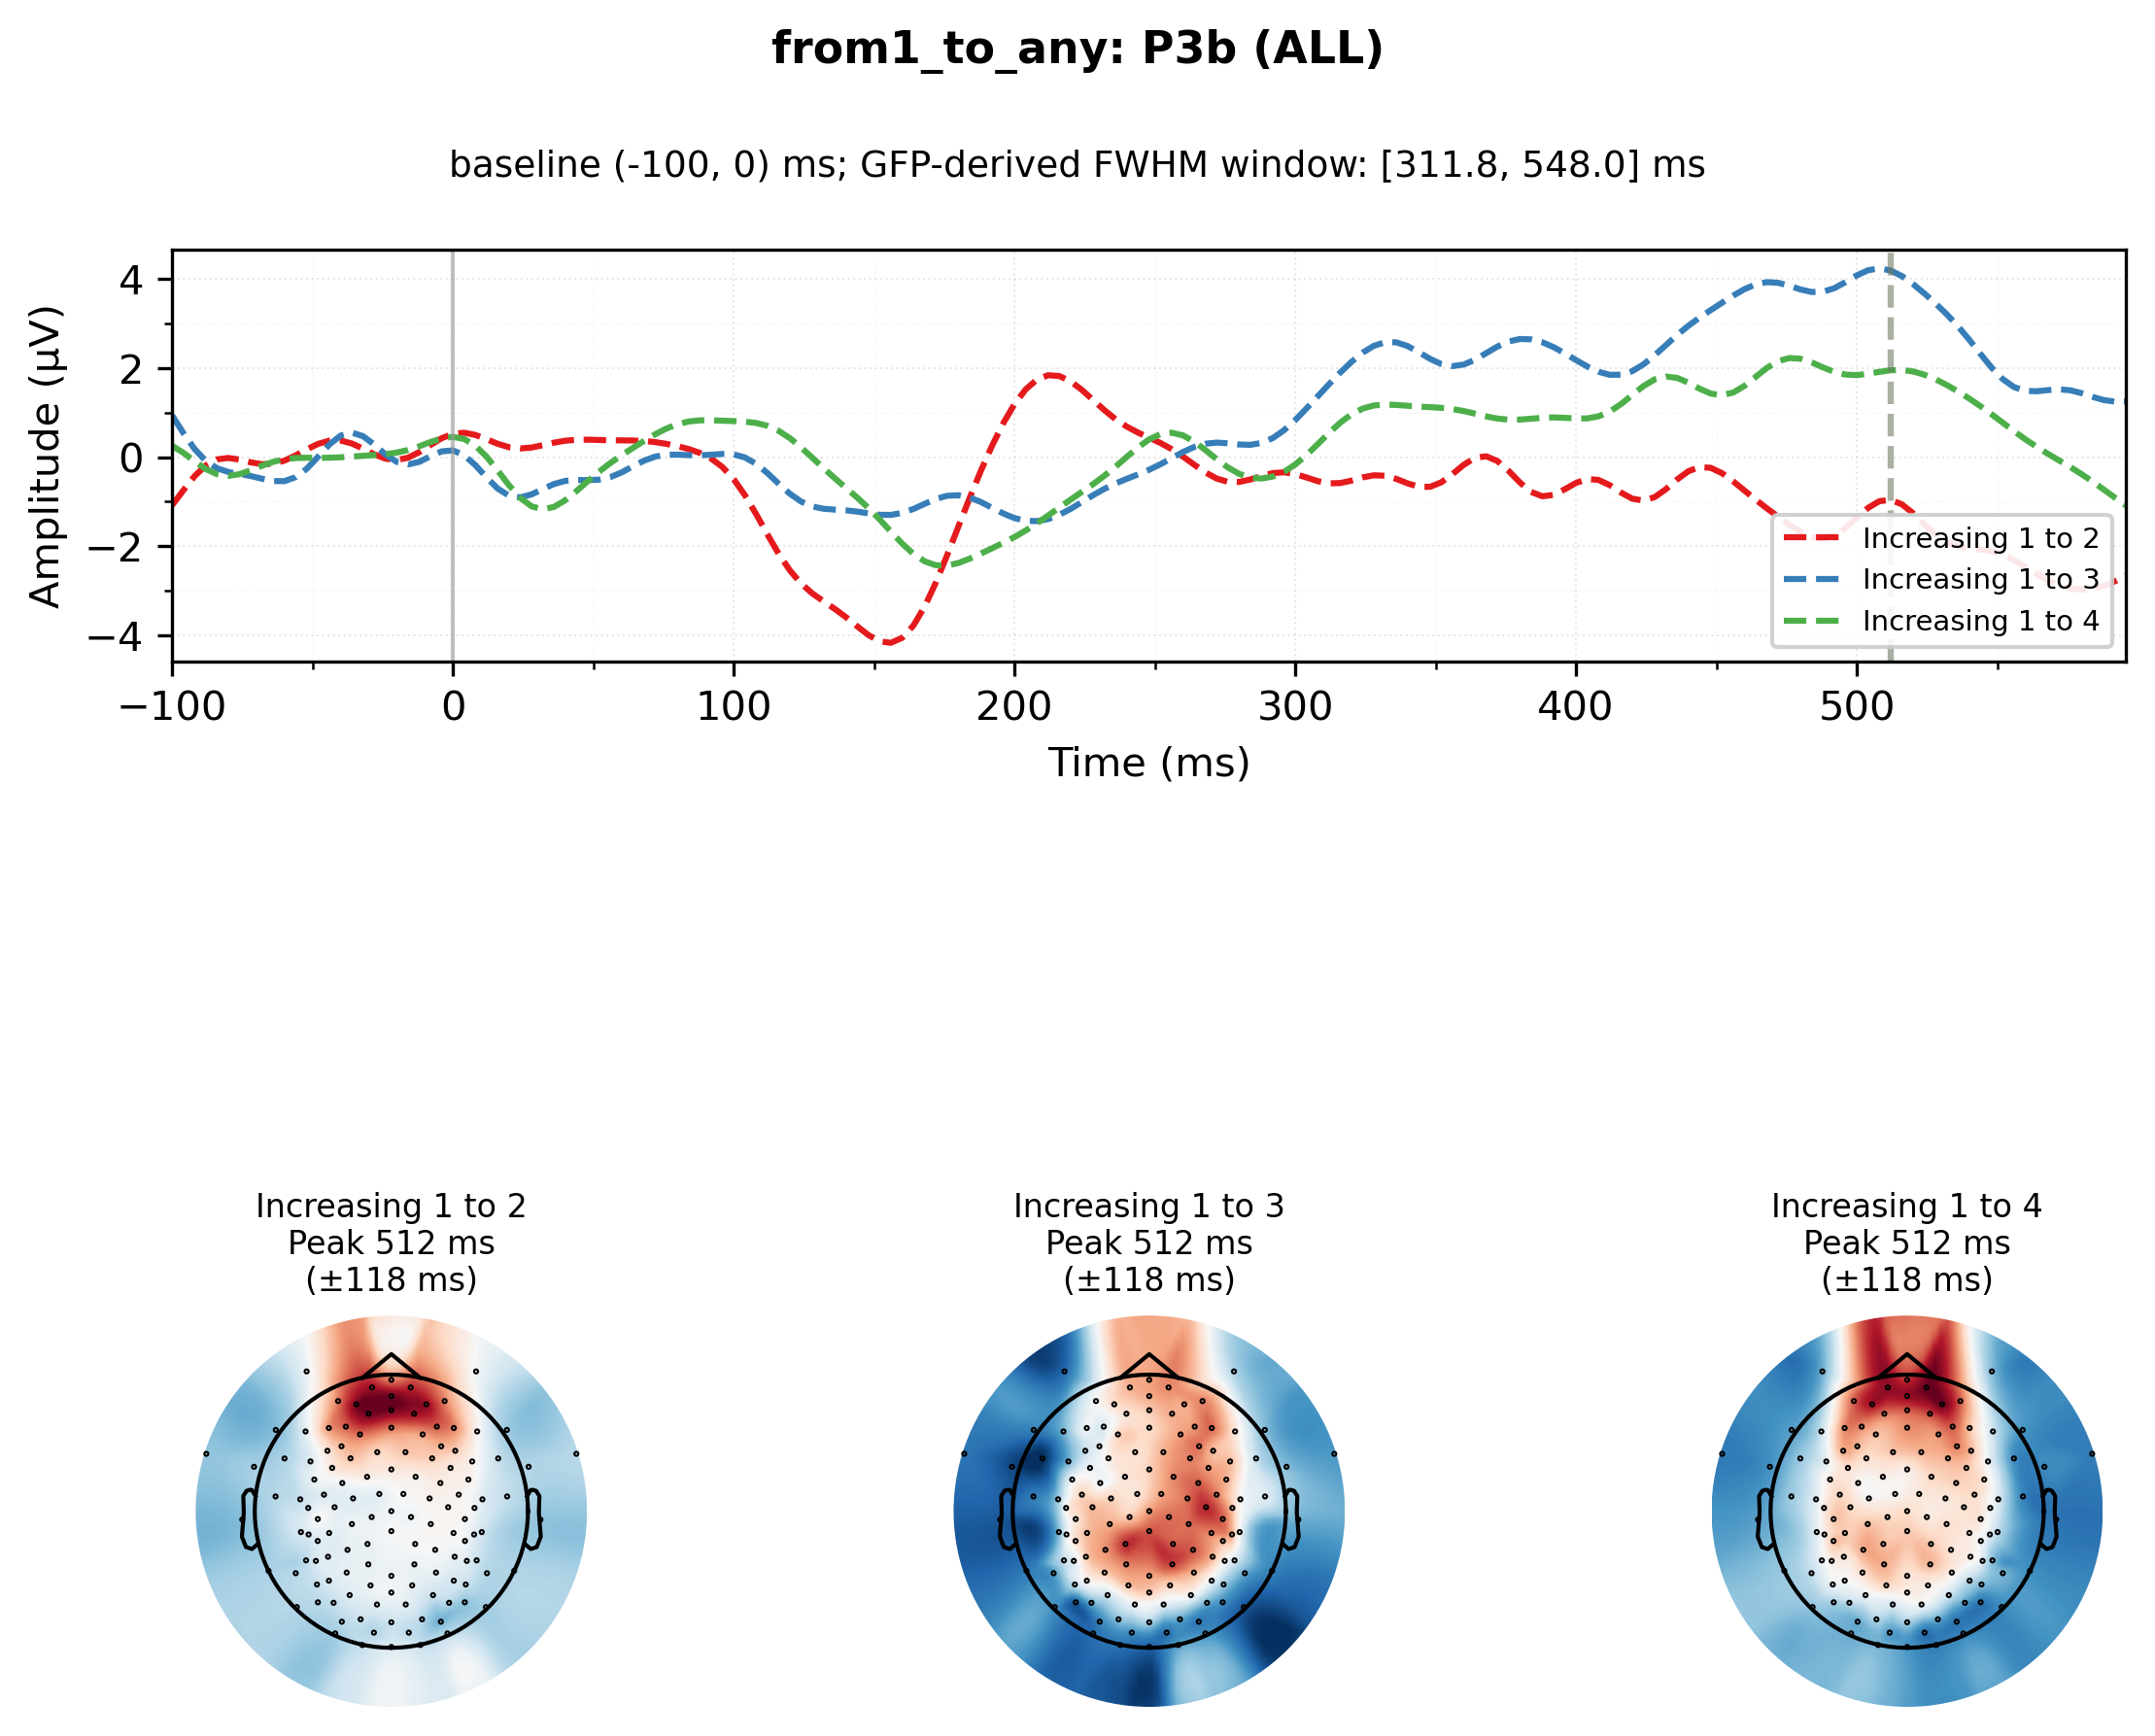 from1_to_any: P3b (ALL)
baseline (-100, 0) ms; GFP-derived FWHM window: [311.8, 548.0] ms
Amplitude (µV)
4
2
0
−2
−4
−100 0 100 200 300 400 500
Time (ms)
Increasing 1 to 2
Increasing 1 to 3
Increasing 1 to 4
Increasing 1 to 2
Peak 512 ms
(±118 ms)
Increasing 1 to 3
Peak 512 ms
(±118 ms)
Increasing 1 to 4
Peak 512 ms
(±118 ms)